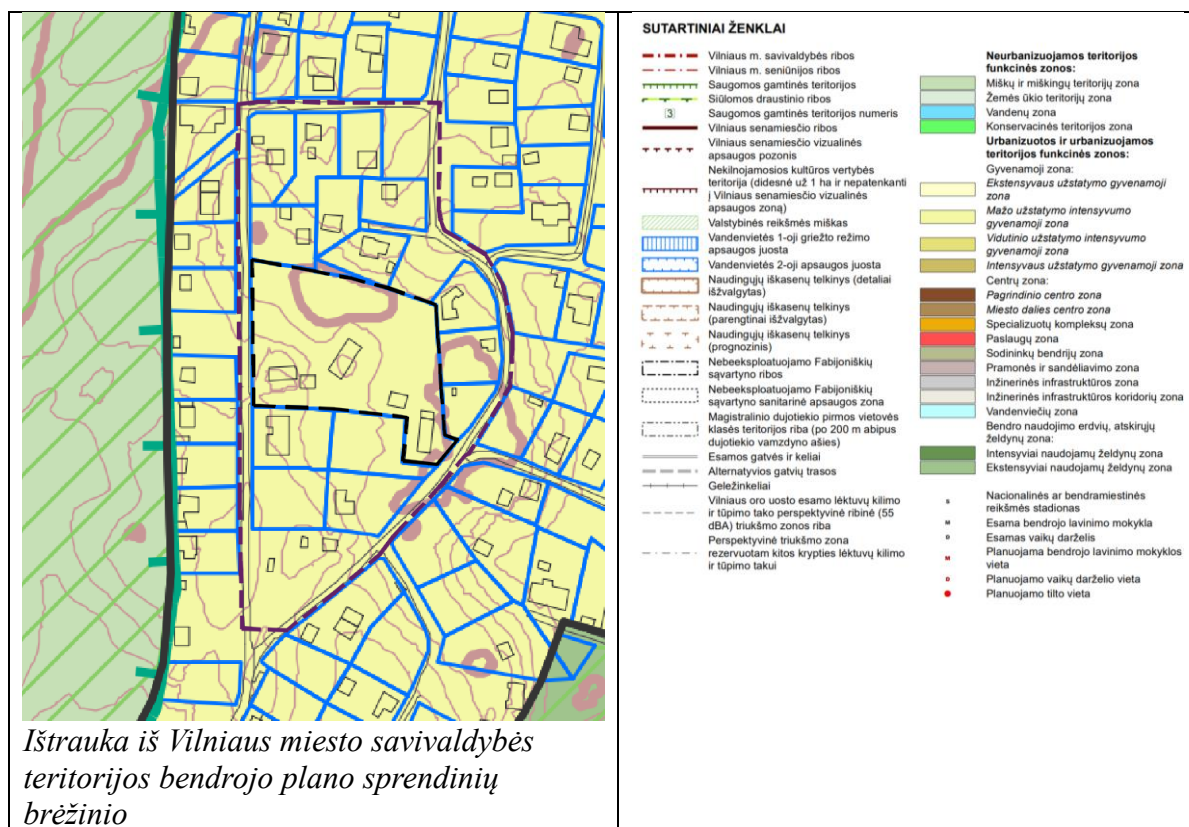 Ištrauka iš Vilniaus miesto savivaldybės
teritorijos bendrojo plano sprendinių
brėžinio
SUTARTINIAI ŽENKLAI
Vilniaus m. savivaldybės ribos
Vilniaus m. seniūnijos ribos
Saugomos gamtinės teritorijos
Siūlomos draustinio ribos
3
Saugomos gamtinės teritorijos numeris
Vilniaus senamiesčio ribos
Vilniaus senamiesčio vizualinės
apsaugos pozonis
Nekilnojamosios kultūros vertybės
teritorija (didesnė už 1 ha ir nepatenkanti
į Vilniaus senamiesčio vizualinės
apsaugos zoną)
Valstybinės reikšmės miškas
Vandenvietės 1-oji griežto režimo
apsaugos juosta
Vandenvietės 2-oji apsaugos juosta
Naudingųjų iškasenų telkinys (detaliai
išžvalgytas)
Naudingųjų iškasenų telkinys
(parengtinai išžvalgytas)
Naudingųjų iškasenų telkinys
(prognozinis)
Nebeeksploatuojamo Fabijoniškių
sąvartyno ribos
Nebeeksploatuojamo Fabijoniškių
sąvartyno sanitarinė apsaugos zona
Magistralinio dujotiekio pirmos vietovės
klasės teritorijos riba (po 200 m abipus
dujotiekio vamzdyno ašies)
Esamos gatvės ir keliai
Alternatyvios gatvių trasos
Geležinkeliai
Vilniaus oro uosto esamo lėktuvų kilimo
ir tūpimo tako perspektyvinė ribinė (55
dBA) triukšmo zonos riba
Perspektyvinė triukšmo zona
rezervuotam kitos krypties lėktuvų kilimo
ir tūpimo takui
Neurbanizuojamos teritorijos
funkcinės zonos:
Miškų ir miškingų teritorijų zona
Žemės ūkio teritorijų zona
Vandenų zona
Konservacinės teritorijos zona
Urbanizuotos ir urbanizuojamos
teritorijos funkcinės zonos:
Gyvenamoji zona:
Ekstensyvaus užstatymo gyvenamoji
zona
Mažo užstatymo intensyvumo
gyvenamoji zona
Vidutinio užstatymo intensyvumo
gyvenamoji zona
Intensyvaus užstatymo gyvenamoji zona
Centrų zona:
Pagrindinio centro zona
Miesto dalies centro zona
Specializuotų kompleksų zona
Paslaugų zona
Sodininkų bendrijų zona
Pramonės ir sandėliavimo zona
Inžinerinės infrastruktūros zona
Inžinerinės infrastruktūros koridorių zona
Vandenviečių zona
Bendro naudojimo erdvių, atskirųjų
želdynų zona:
Intensyviai naudojamų želdynų zona
Ekstensyviai naudojamų želdynų zona
S Nacionalinės ar bendramiestinės
reikšmės stadionas
M Esama bendrojo lavinimo mokykla
D Esamas vaikų darželis
M Planuojama bendrojo lavinimo mokyklos
vieta
D Planuojamo vaikų darželio vieta
Planuojamo tilto vieta